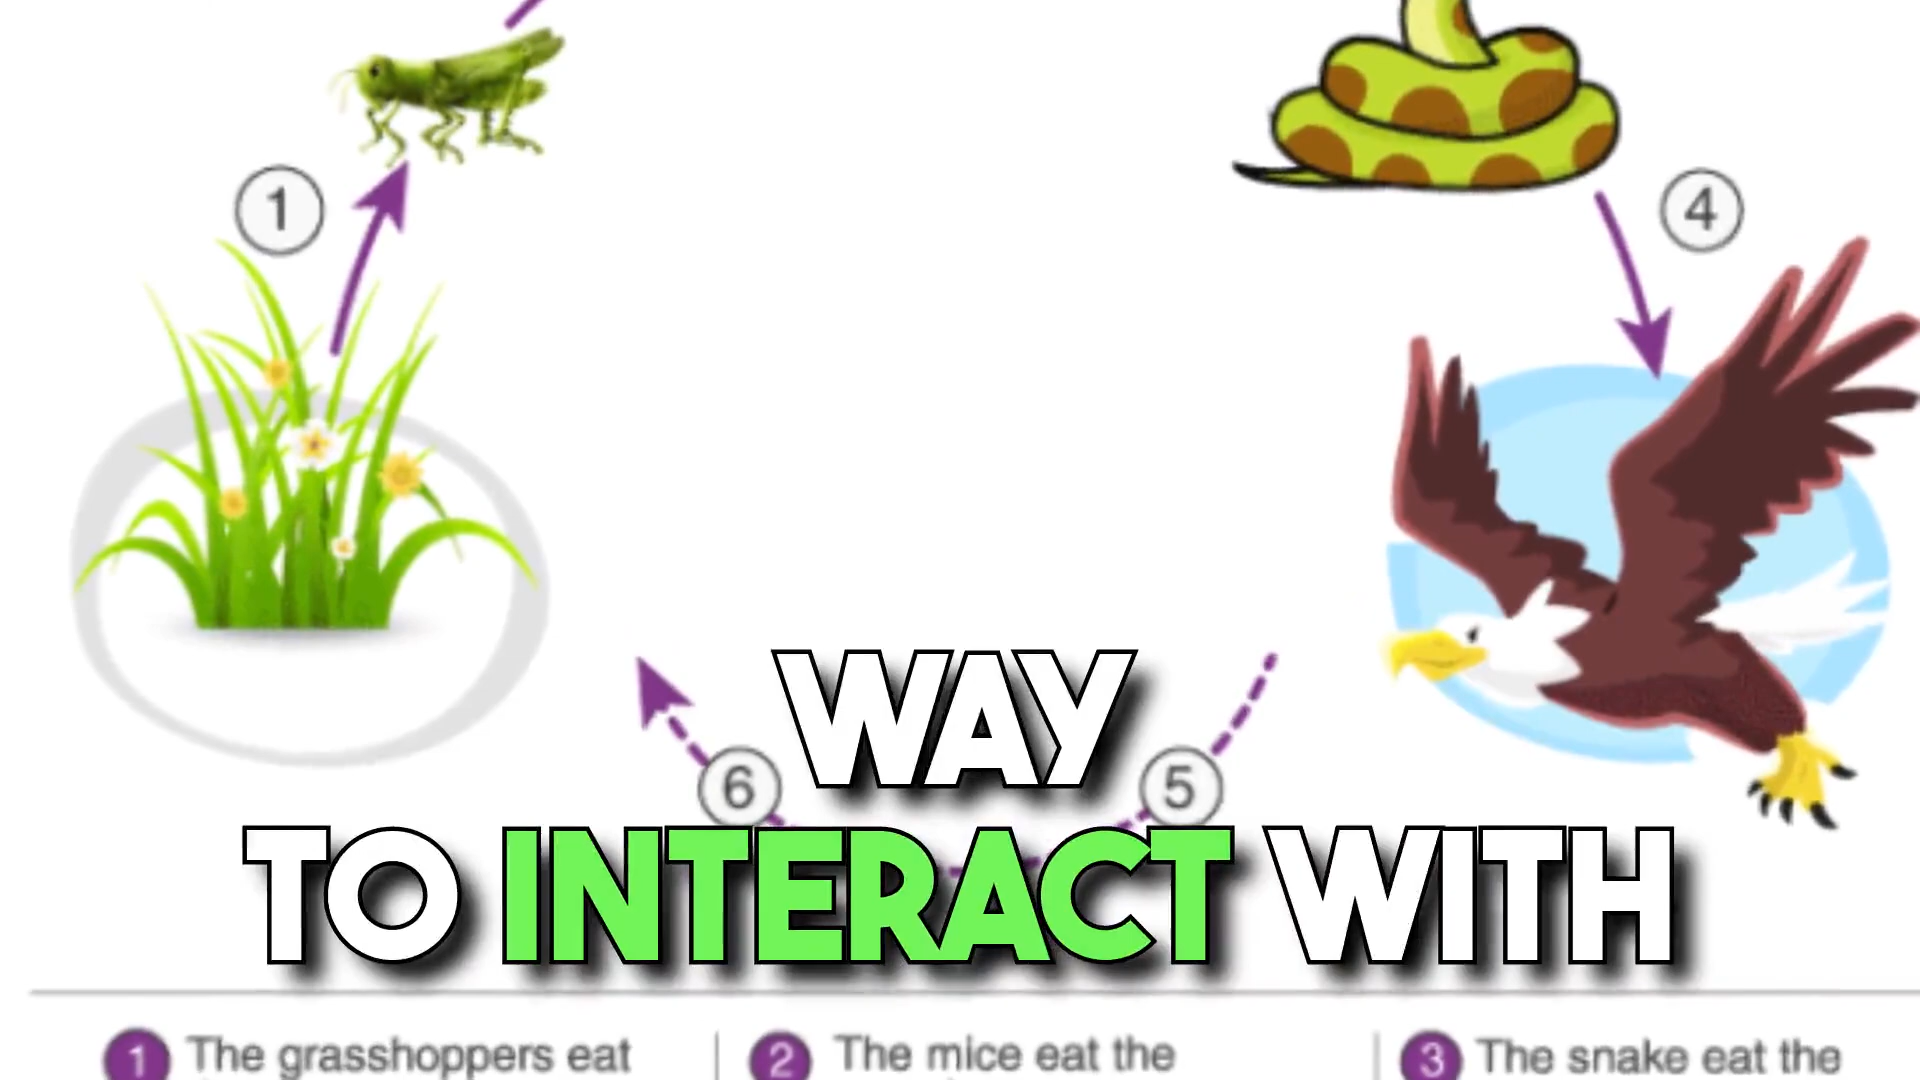 1
4
WAY
6
5
TO INTERACT WITH
1 The grasshoppers eat
2 The mice eat the
3 The snake eat the